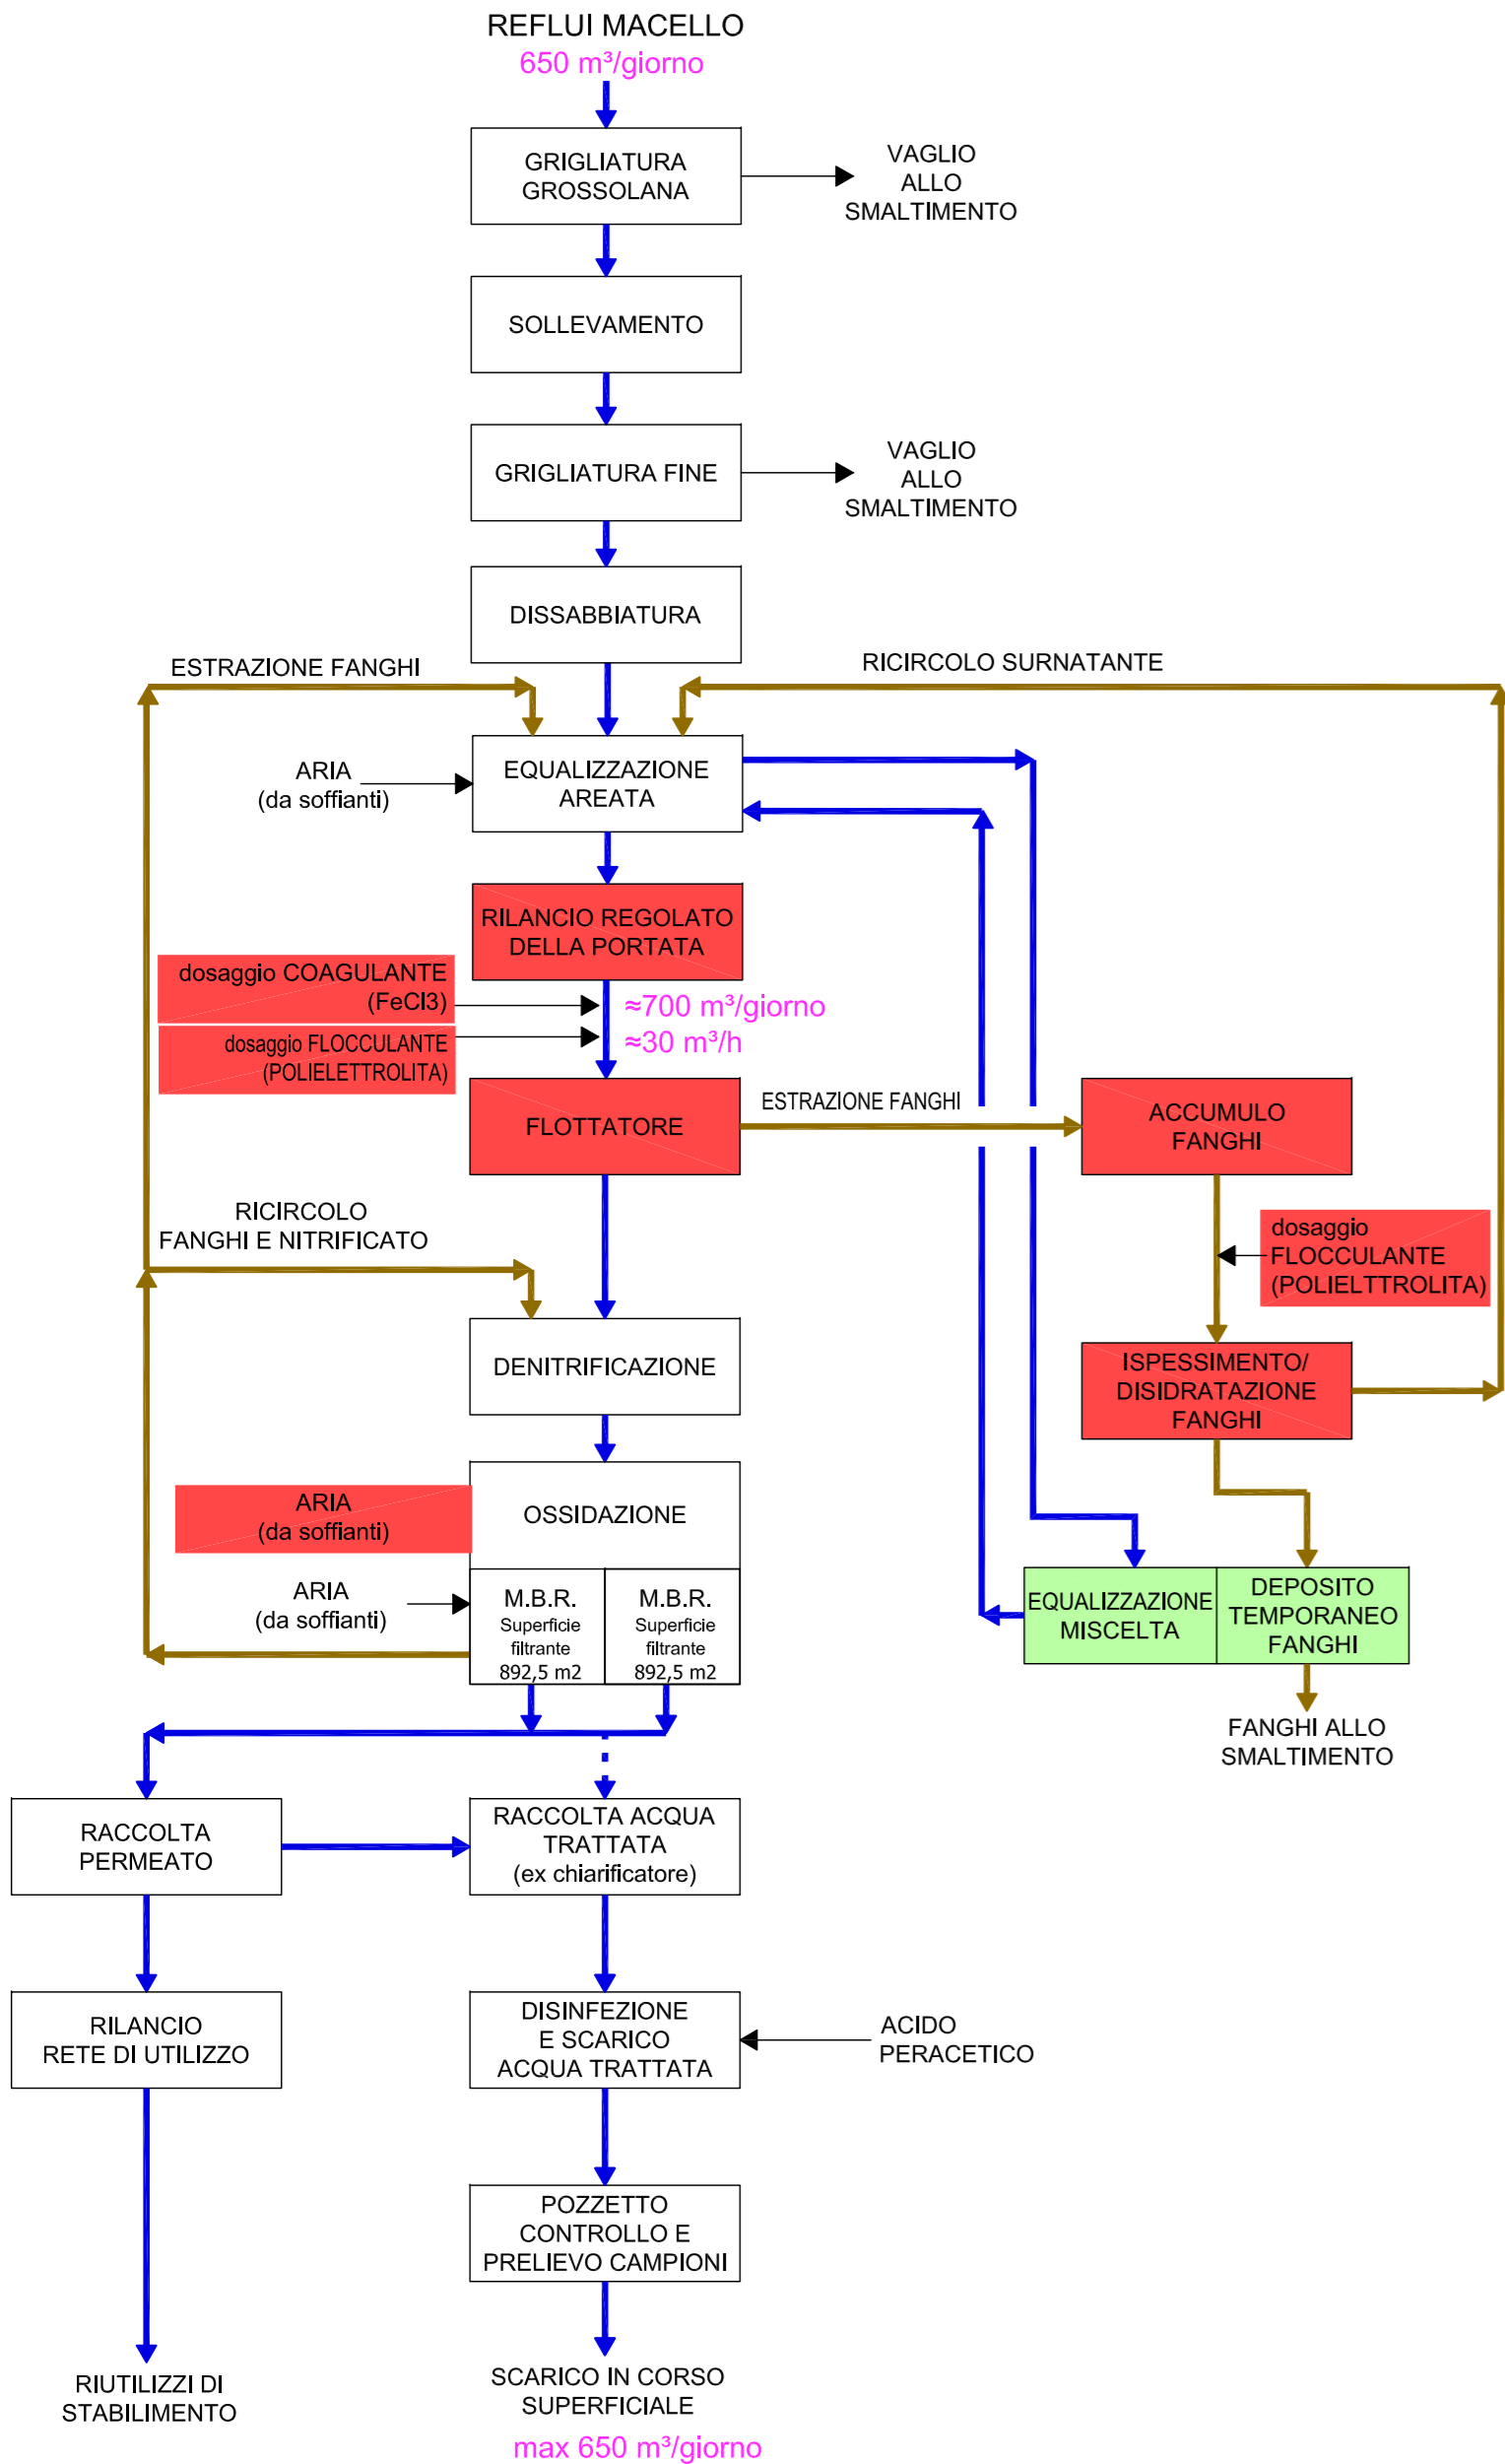 REFLUI MACELLO
650 m³/giorno
GRIGLIATURA
GROSSOLANA
VAGLIO
ALLO
SMALTIMENTO
SOLLEVAMENTO
GRIGLIATURA FINE
VAGLIO
ALLO
SMALTIMENTO
DISSABBIATURA
ESTRAZIONE FANGHI
RICIRCOLO SURNATANTE
ARIA
(da soffianti)
EQUALIZZAZIONE
AREATA
RILANCIO REGOLATO
DELLA PORTATA
dosaggio COAGULANTE
(FeCl3)
≈700 m³/giorno
≈30 m³/h
dosaggio FLOCCULANTE
(POLIELETTROLITA)
FLOTTATORE
ESTRAZIONE FANGHI
ACCUMULO
FANGHI
RICIRCOLO
FANGHI E NITRIFICATO
dosaggio
FLOCCULANTE
(POLIELTTROLITA)
DENITRIFICAZIONE
ISPESSIMENTO/
DISIDRATAZIONE
FANGHI
ARIA
(da soffianti)
OSSIDAZIONE
ARIA
(da soffianti)
M.B.R.
Superficie
filtrante
892,5 m2
M.B.R.
Superficie
filtrante
892,5 m2
EQUALIZZAZIONE
MISCELTA
DEPOSITO
TEMPORANEO
FANGHI
FANGHI ALLO
SMALTIMENTO
RACCOLTA
PERMEATO
RACCOLTA ACQUA
TRATTATA
(ex chiarificatore)
RILANCIO
RETE DI UTILIZZO
DISINFEZIONE
E SCARICO
ACQUA TRATTATA
ACIDO
PERACETICO
POZZETTO
CONTROLLO E
PRELIEVO CAMPIONI
RIUTILIZZI DI
STABILIMENTO
SCARICO IN CORSO
SUPERFICIALE
max 650 m³/giorno